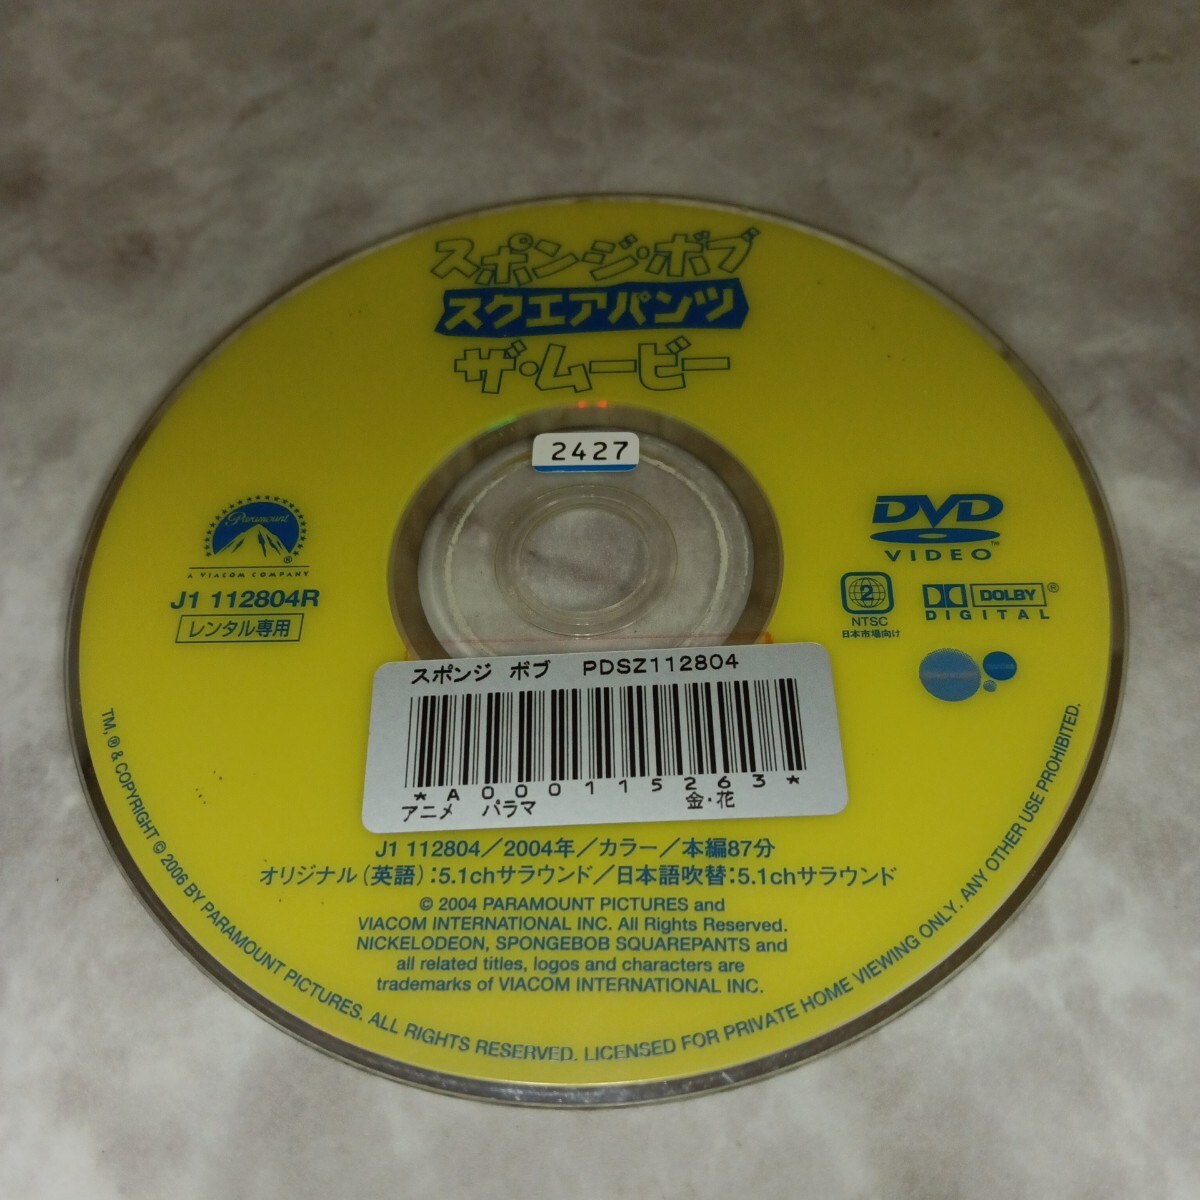 スポンジ・ボブ
スクエアパンツ
ザ・ムービー
2427
Paramount
A VIACOM COMPANY
J1 112804R
レンタル専用
DVD
VIDEO
2
NTSC
日本市場向け
DOLBY
DIGITAL
スポンジ ボブ PDSZ112804
*A000115263*
アニメ パラマ 金・花
J1 112804/2004年/カラー/本編87分
オリジナル(英語):5.1chサラウンド/日本語吹替:5.1chサラウンド
© 2004 PARAMOUNT PICTURES and
VIACOM INTERNATIONAL INC. All Rights Reserved.
NICKELODEON, SPONGEBOB SQUAREPANTS and
all related titles, logos and characters are
trademarks of VIACOM INTERNATIONAL INC.
TM, ® & COPYRIGHT © 2006 BY PARAMOUNT PICTURES. ALL RIGHTS RESERVED. LICENSED FOR PRIVATE HOME VIEWING ONLY. ANY OTHER USE PROHIBITED.